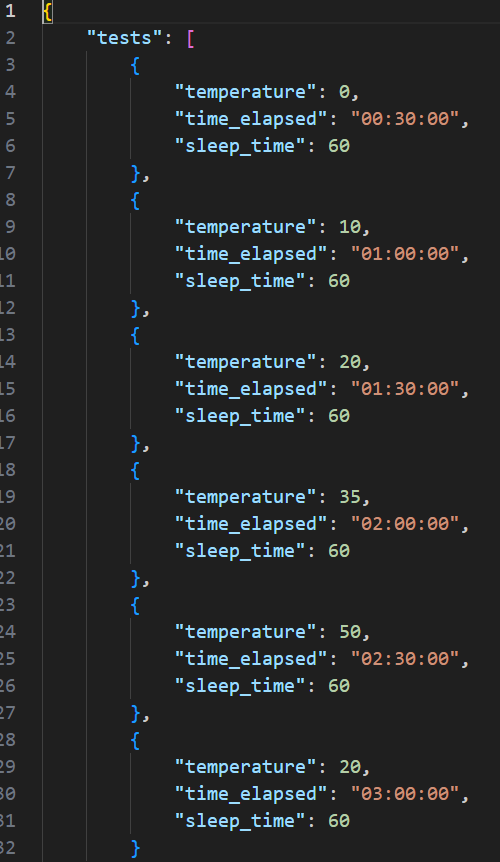 1 {
2 "tests": [
3 {
4 "temperature": 0,
5 "time_elapsed": "00:30:00",
6 "sleep_time": 60
7 },
8 {
9 "temperature": 10,
10 "time_elapsed": "01:00:00",
11 "sleep_time": 60
12 },
13 {
14 "temperature": 20,
15 "time_elapsed": "01:30:00",
16 "sleep_time": 60
17 },
18 {
19 "temperature": 35,
20 "time_elapsed": "02:00:00",
21 "sleep_time": 60
22 },
23 {
24 "temperature": 50,
25 "time_elapsed": "02:30:00",
26 "sleep_time": 60
27 },
28 {
29 "temperature": 20,
30 "time_elapsed": "03:00:00",
31 "sleep_time": 60
32 }